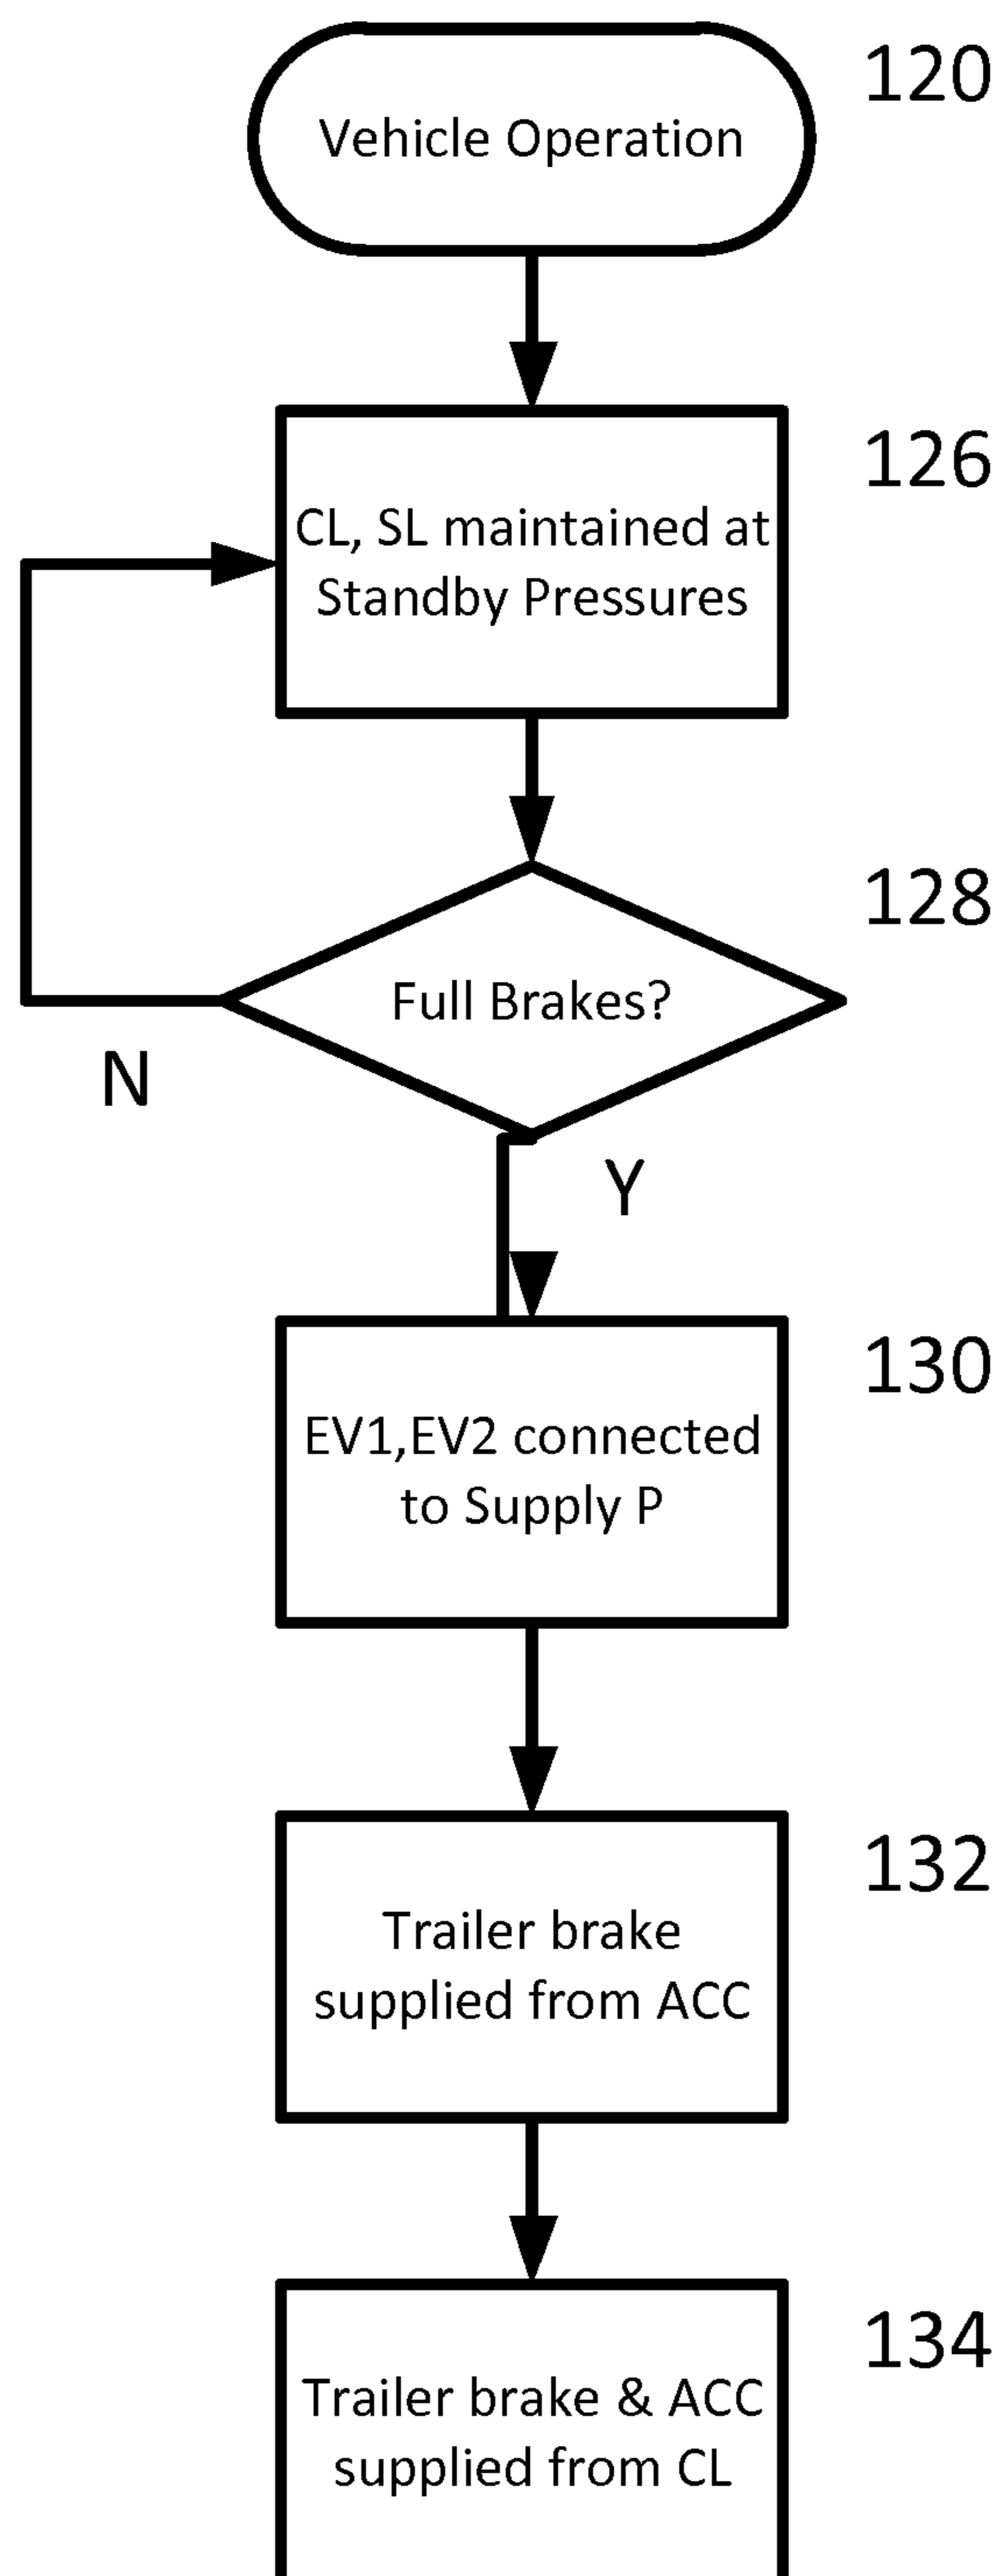 120
Vehicle Operation
126
CL, SL maintained at
Standby Pressures
128
Full Brakes?
N
Y
130
EV1,EV2 connected
to Supply P
132
Trailer brake
supplied from ACC
134
Trailer brake & ACC
supplied from CL